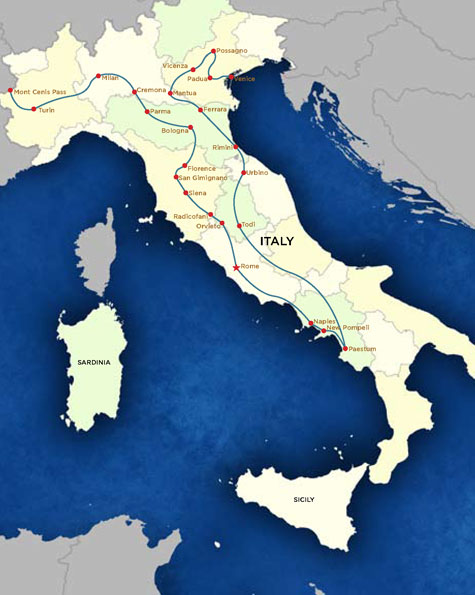 Possagno
Vicenza
Milan
Padua
Venice
Mont Cenis Pass
Cremona
Mantua
Turin
Parma
Ferrara
Bologna
Rimini
Florence
Urbino
San Gimignano
Siena
Radicofani
Orvieto
Todi
ITALY
Rome
Naples
New Pompeii
Paestum
SARDINIA
SICILY